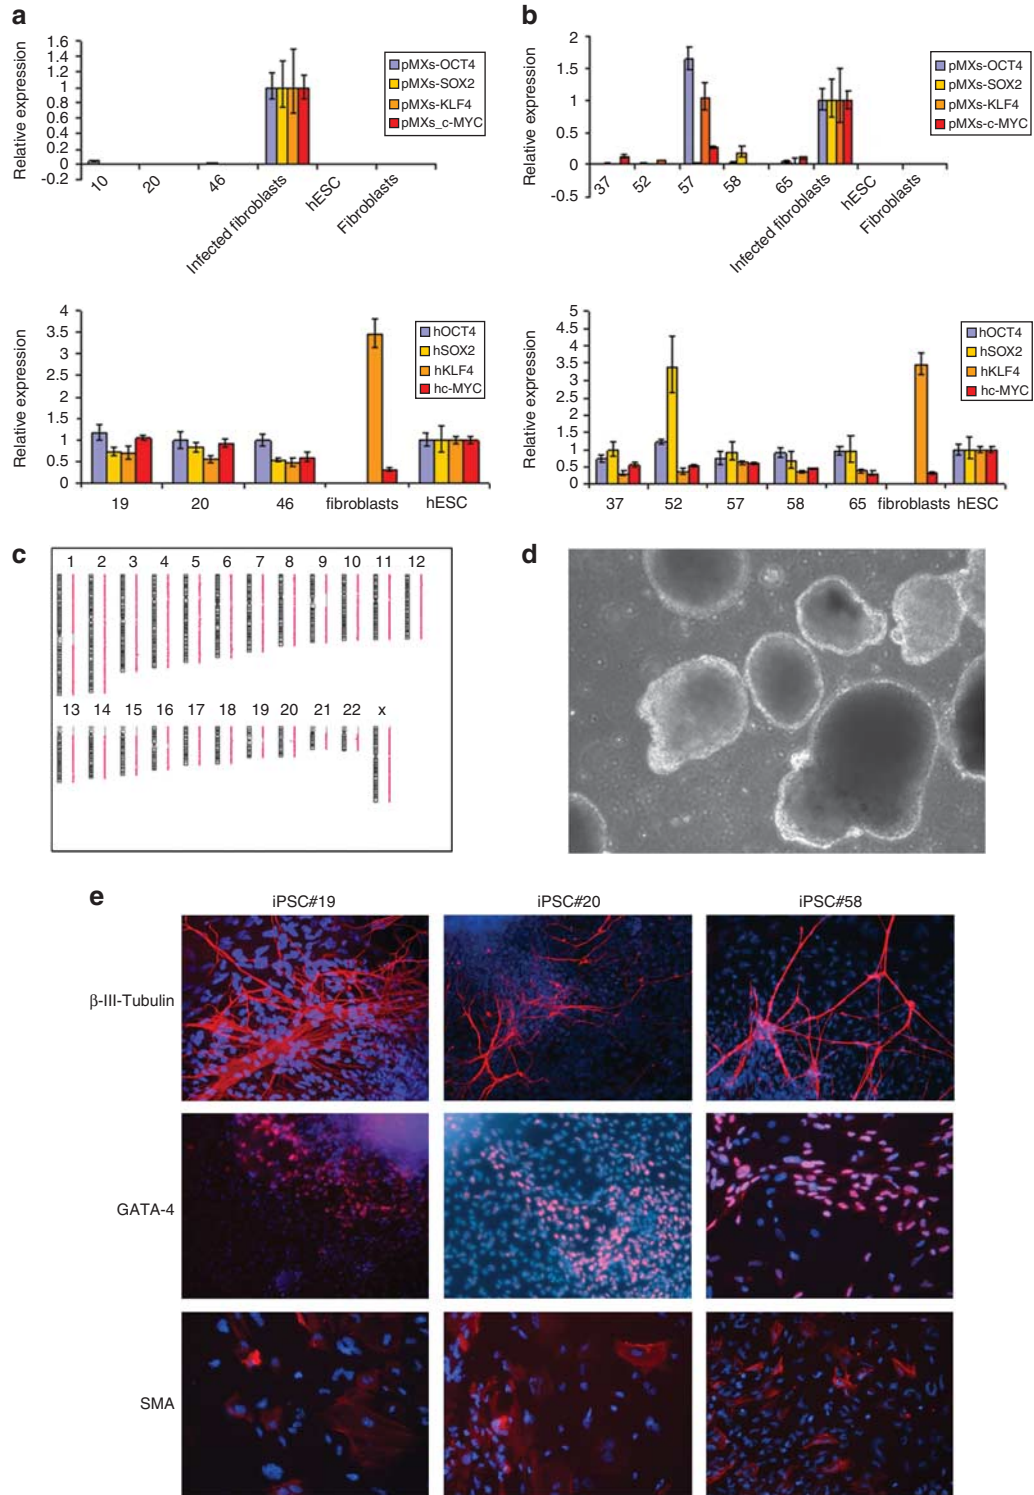 a
Relative expression
1.6
1.4
1.2
1
0.8
0.6
0.4
0.2
0
-0.2
10
20
46
Infected fibroblasts
hESC
Fibroblasts
pMXs-OCT4
pMXs-SOX2
pMXs-KLF4
pMXs_c-MYC
b
Relative expression
2
1.5
1
0.5
0
-0.5
37
52
57
58
65
Infected fibroblasts
hESC
Fibroblasts
pMXs-OCT4
pMXs-SOX2
pMXs-KLF4
pMXs-c-MYC
Relative expression
4
3.5
3
2.5
2
1.5
1
0.5
0
19
20
46
fibroblasts
hESC
hOCT4
hSOX2
hKLF4
hc-MYC
Relative expression
5
4.5
4
3.5
3
2.5
2
1.5
1
0.5
0
37
52
57
58
65
fibroblasts
hESC
hOCT4
hSOX2
hKLF4
hc-MYC
c
1 2 3 4 5 6 7 8 9 10 11 12
13 14 15 16 17 18 19 20 21 22 x
d
e
iPSC#19
iPSC#20
iPSC#58
β-III-Tubulin
GATA-4
SMA